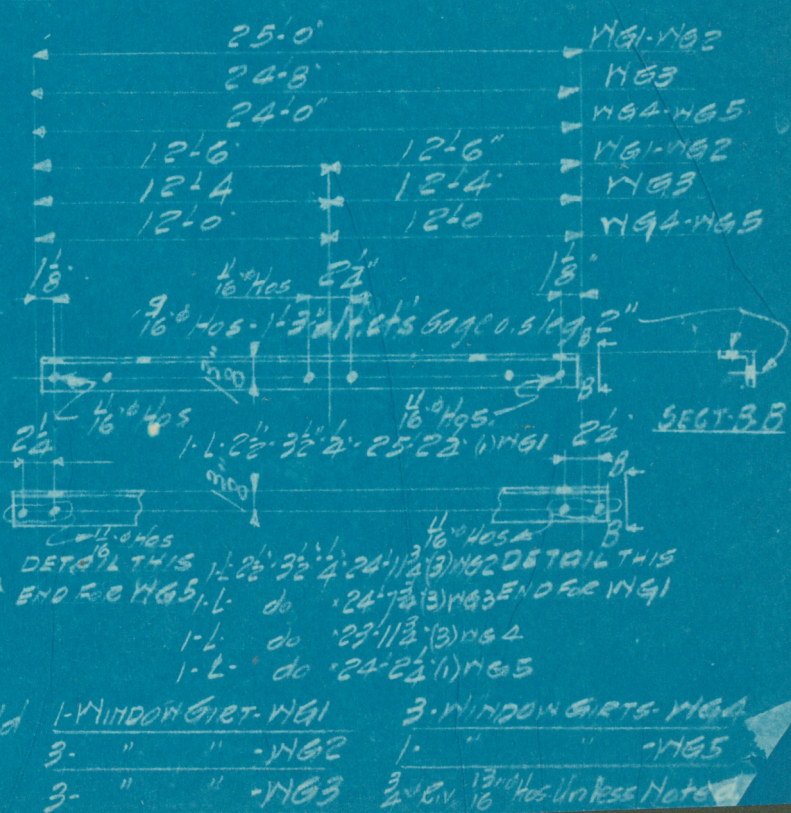 25'-0" WG1-WG2
24'-8" WG3
24'-0" WG4-WG5
12'-6" 12'-6" WG1-WG2
12'-4 12'-4" WG3
12'-0" 12'-0 WG4-WG5
1 1/8" 11/16"ø Hos 2 1/4" 1 1/8"
9/16"ø Hos - 1'-3" alt. cts Gage o.s leg 2"
B
B
11/16"ø Hos 11/16"ø Hos. SECT-B.B
2 1/4 1-L-2 1/2"-3 1/2"-1/4"-25'-2 1/4" (1) WG1 2 1/4"
B
B
11/16"ø Hos 11/16"ø Hos
DETAIL THIS 1-L-2 1/2"-3 1/2"-1/4"-24'-11 3/4" (3) WG2 DETAIL THIS
END FOR WG5 1-L- do "24'-7 3/4" (3) WG3 END FOR WG1
1-L- do "23'-11 3/4" (3) WG4
1-L- do "24'-2 1/4" (1) WG5
1-WINDOW GIRT-WG1 3-WINDOW GIRTS-WG4
3- " " -WG2 1- " " -WG5
3- " " -WG3 3/4"ø Riv 13/16"ø Hos Unless Noted